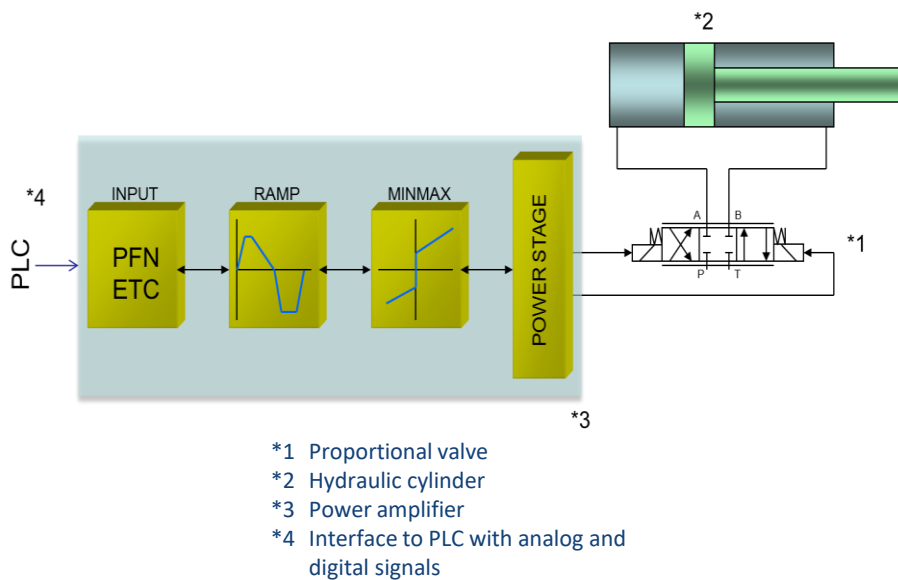 *2
*4
INPUT
RAMP
MINMAX
PLC
PFN
ETC
POWER STAGE
A
B
P
T
*1
*3
*1 Proportional valve
*2 Hydraulic cylinder
*3 Power amplifier
*4 Interface to PLC with analog and
digital signals